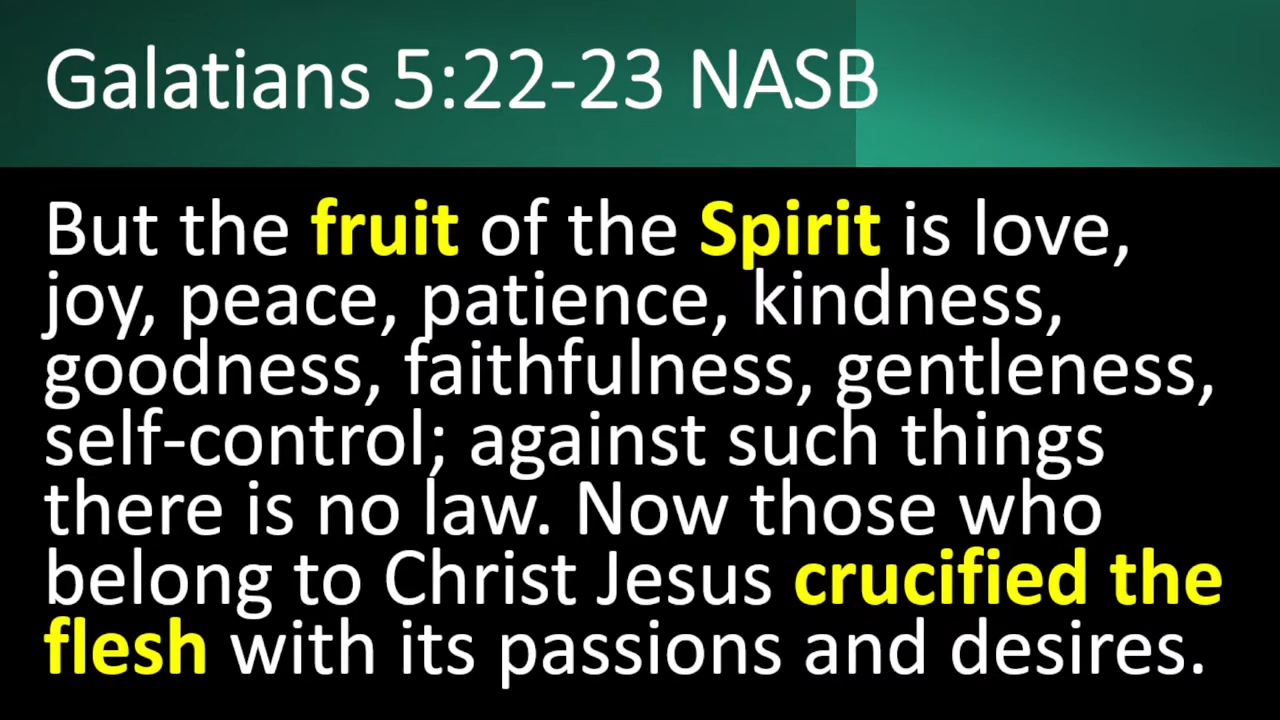 Galatians 5:22-23 NASB
But the fruit of the Spirit is love,
joy, peace, patience, kindness,
goodness, faithfulness, gentleness,
self-control; against such things
there is no law. Now those who
belong to Christ Jesus crucified the
flesh with its passions and desires.